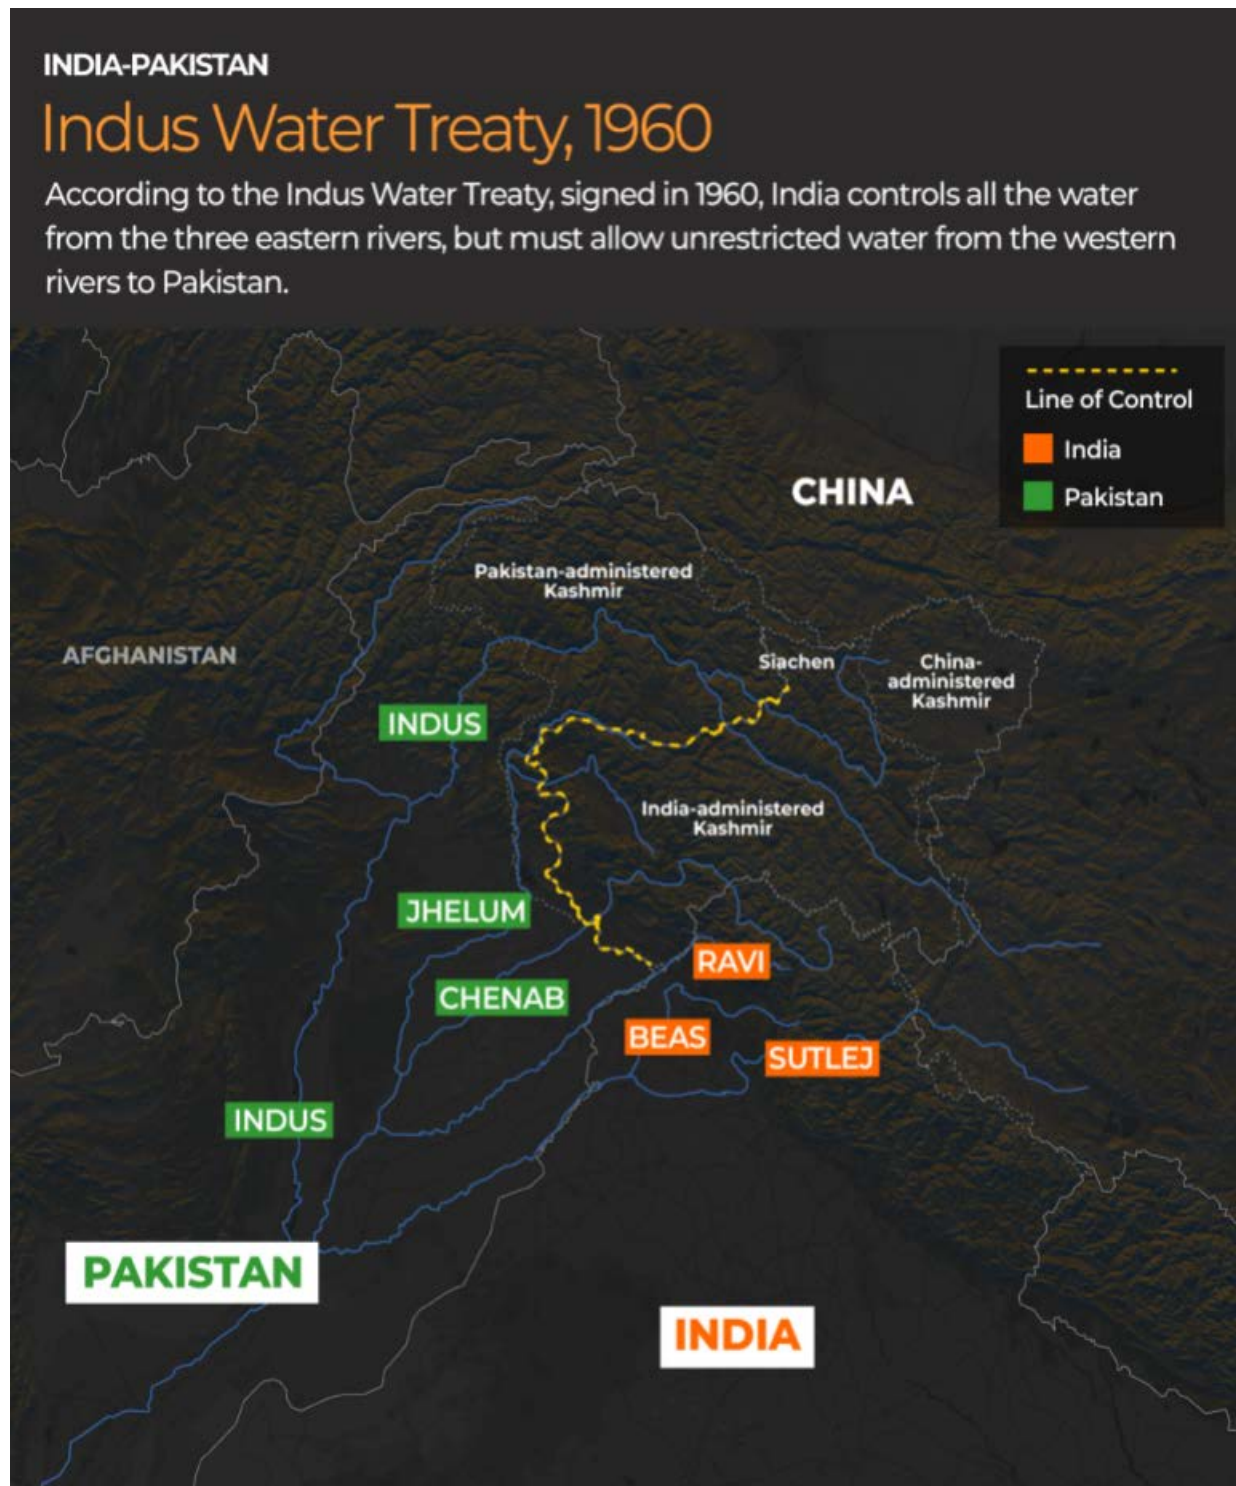 INDIA-PAKISTAN
Indus Water Treaty, 1960
According to the Indus Water Treaty, signed in 1960, India controls all the water
from the three eastern rivers, but must allow unrestricted water from the western
rivers to Pakistan.
Line of Control
India
Pakistan
CHINA
Pakistan-administered
Kashmir
AFGHANISTAN
Siachen
China-
administered
Kashmir
INDUS
India-administered
Kashmir
JHELUM
RAVI
CHENAB
BEAS
SUTLEJ
INDUS
PAKISTAN
INDIA